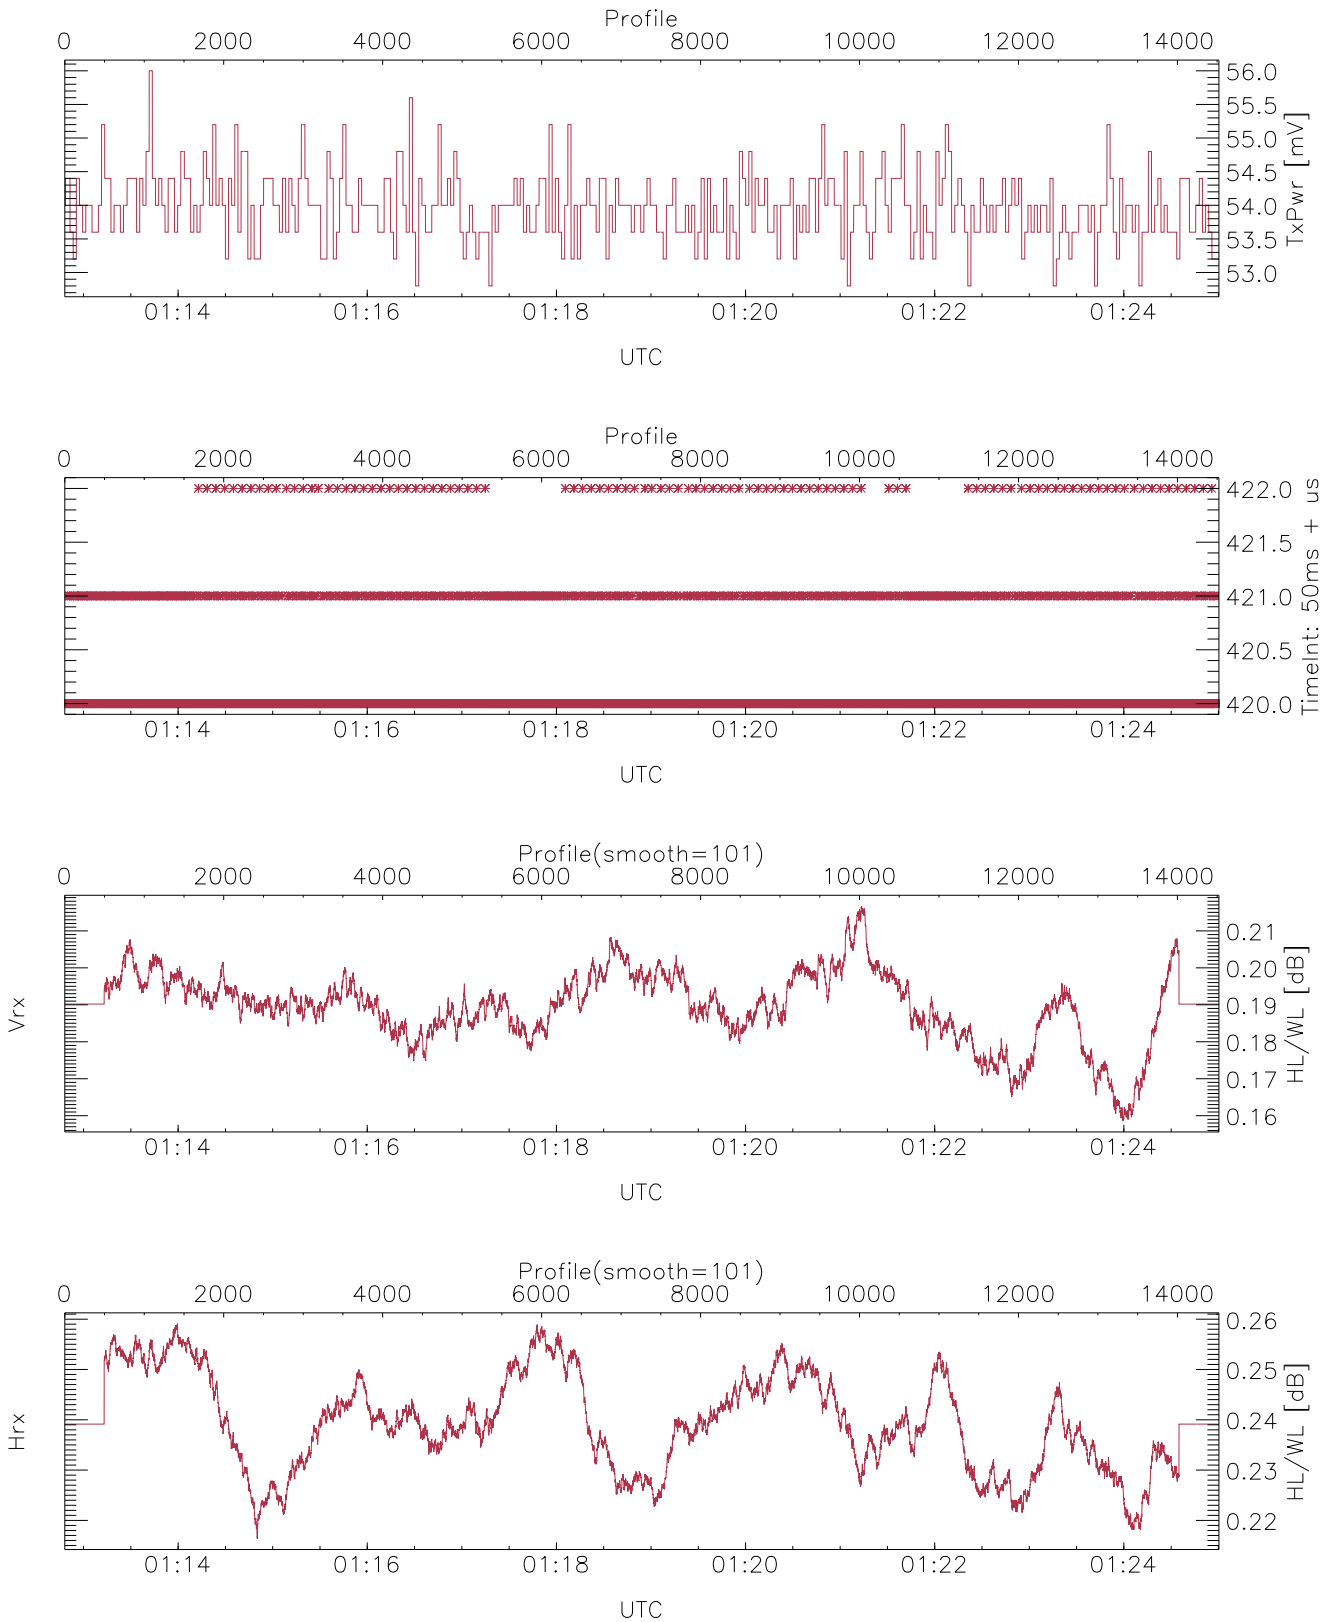 Profile
0 2000 4000 6000 8000 10000 12000 14000
56.0
55.5
55.0
54.5
54.0
53.5
53.0
TxPwr [mV]
01:14 01:16 01:18 01:20 01:22 01:24
UTC
Profile
0 2000 4000 6000 8000 10000 12000 14000
422.0
421.5
421.0
420.5
420.0
TimeInt: 50ms + us
01:14 01:16 01:18 01:20 01:22 01:24
UTC
Profile(smooth=101)
0 2000 4000 6000 8000 10000 12000 14000
Vrx
0.21
0.20
0.19
0.18
0.17
0.16
HL/WL [dB]
01:14 01:16 01:18 01:20 01:22 01:24
UTC
Profile(smooth=101)
0 2000 4000 6000 8000 10000 12000 14000
Hrx
0.26
0.25
0.24
0.23
0.22
HL/WL [dB]
01:14 01:16 01:18 01:20 01:22 01:24
UTC